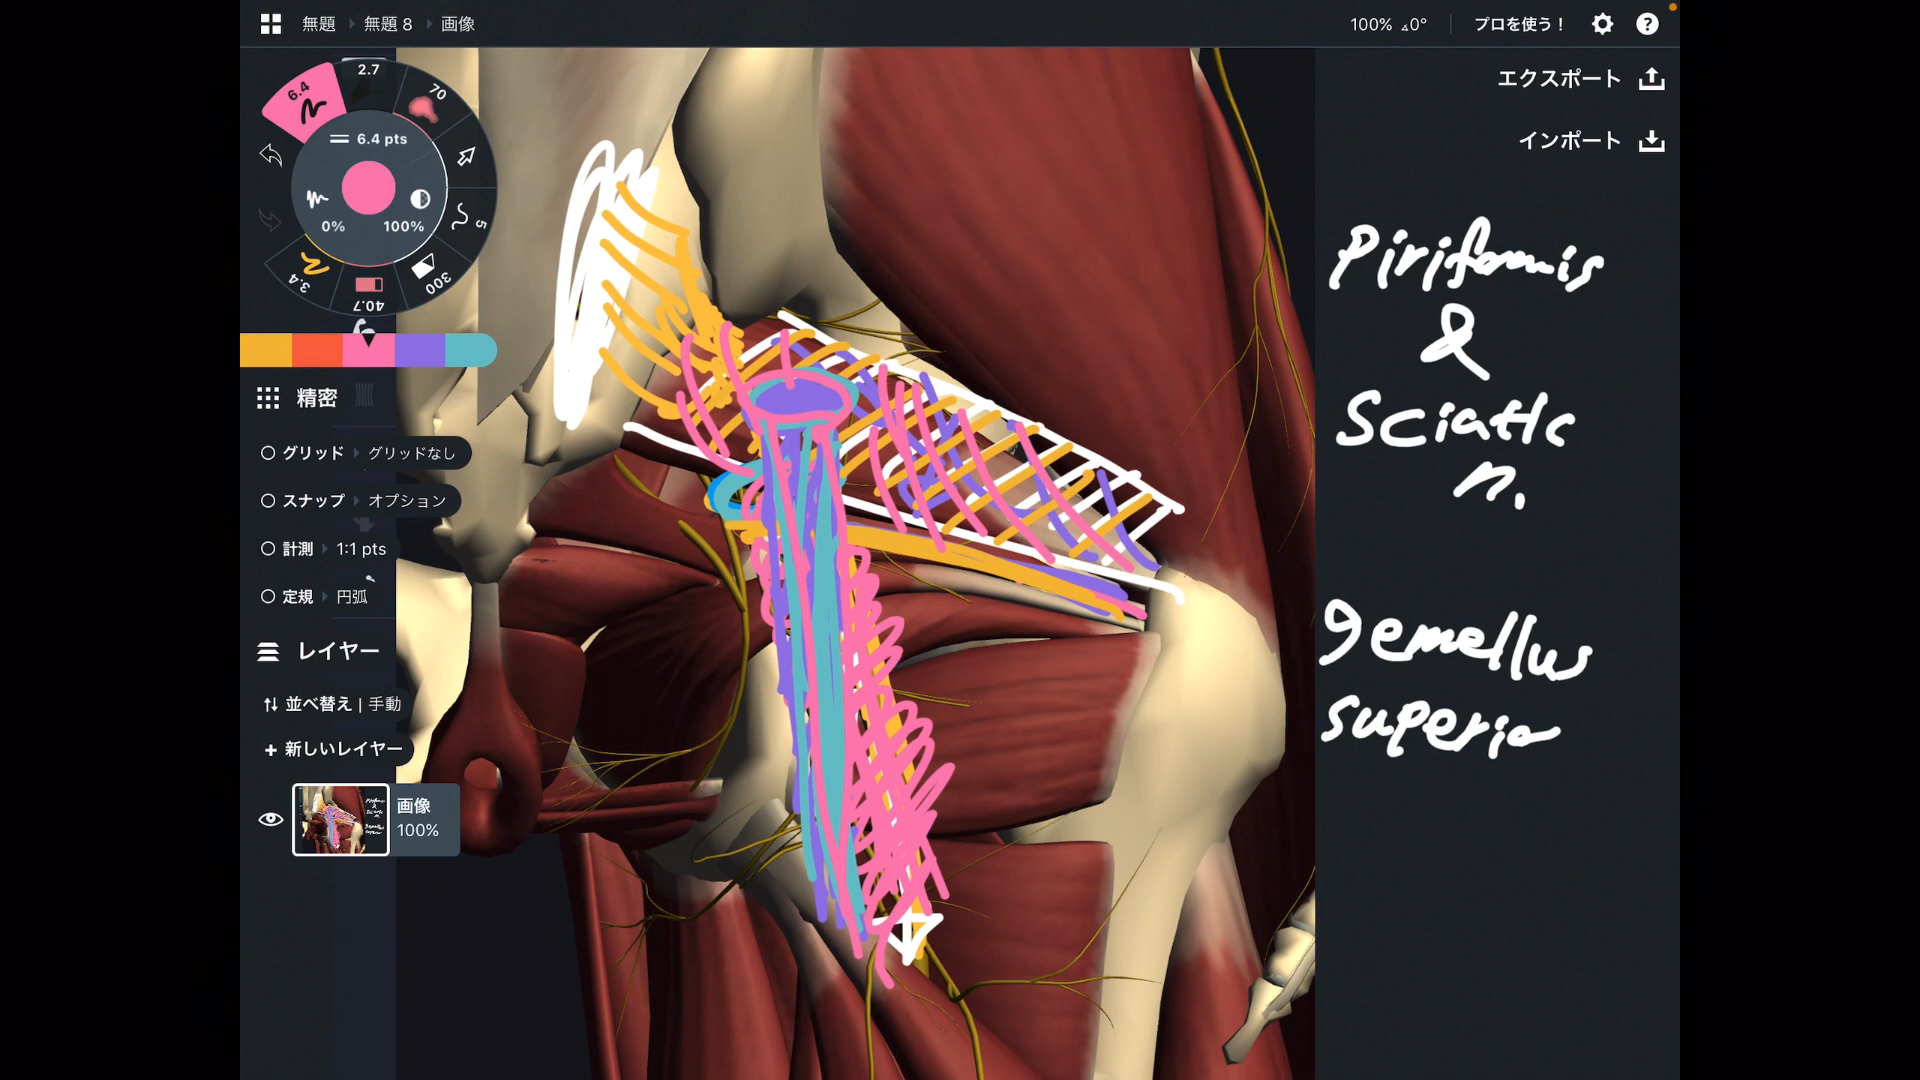 無題 無題 8 画像
100% ⊿0° プロを使う！
エクスポート
インポート
2.7
6.4
70
6.4 pts
0% 100%
5
3.4
40.7
300
精密
グリッド グリッドなし
スナップ オプション
計測 1:1 pts
定規 円弧
レイヤー
並べ替え | 手動
+ 新しいレイヤー
画像
100%
Piriformis
&
Sciatic
n.
gemellus
superior